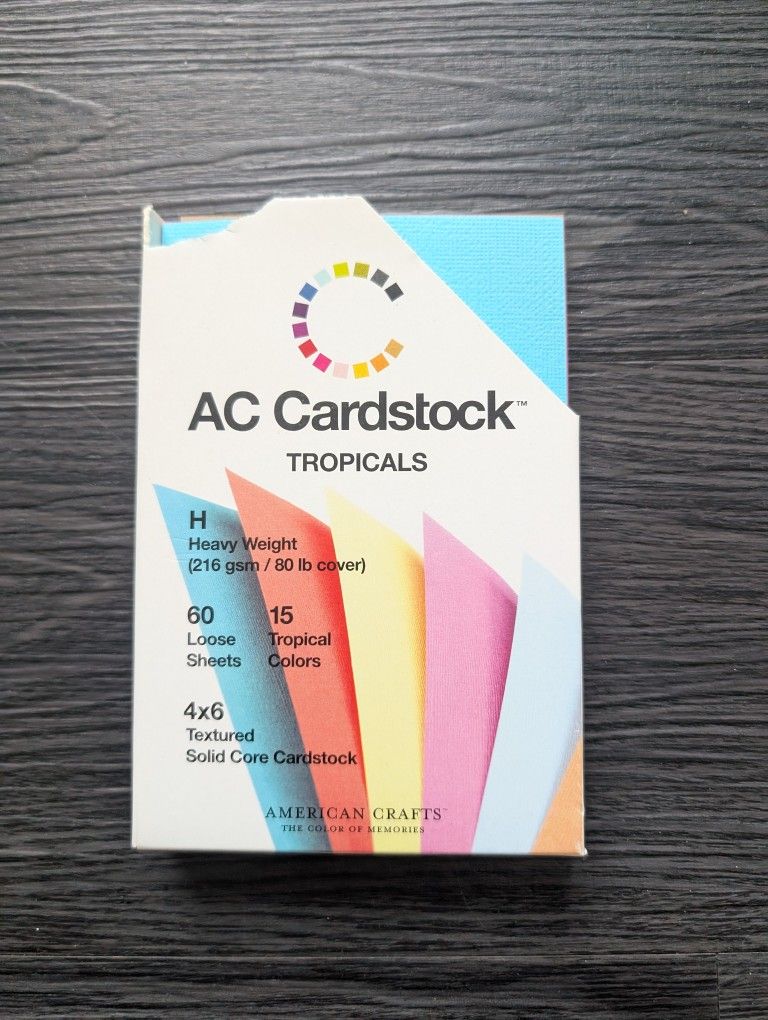 AC Cardstock™
TROPICALS
H
Heavy Weight
(216 gsm / 80 lb cover)
60
Loose
Sheets
15
Tropical
Colors
4x6
Textured
Solid Core Cardstock
AMERICAN CRAFTS™
THE COLOR OF MEMORIES